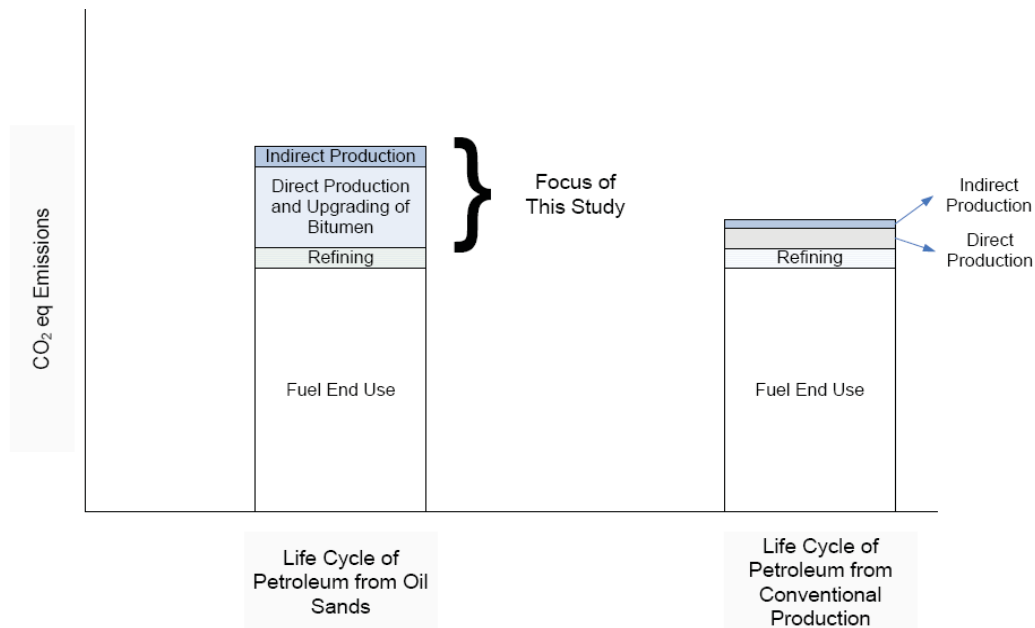 CO₂ eq Emissions
Indirect Production
Direct Production
and Upgrading of
Bitumen
Refining
Fuel End Use
Focus of
This Study
Indirect
Production
Direct
Production
Refining
Fuel End Use
Life Cycle of
Petroleum from Oil
Sands
Life Cycle of
Petroleum from
Conventional
Production